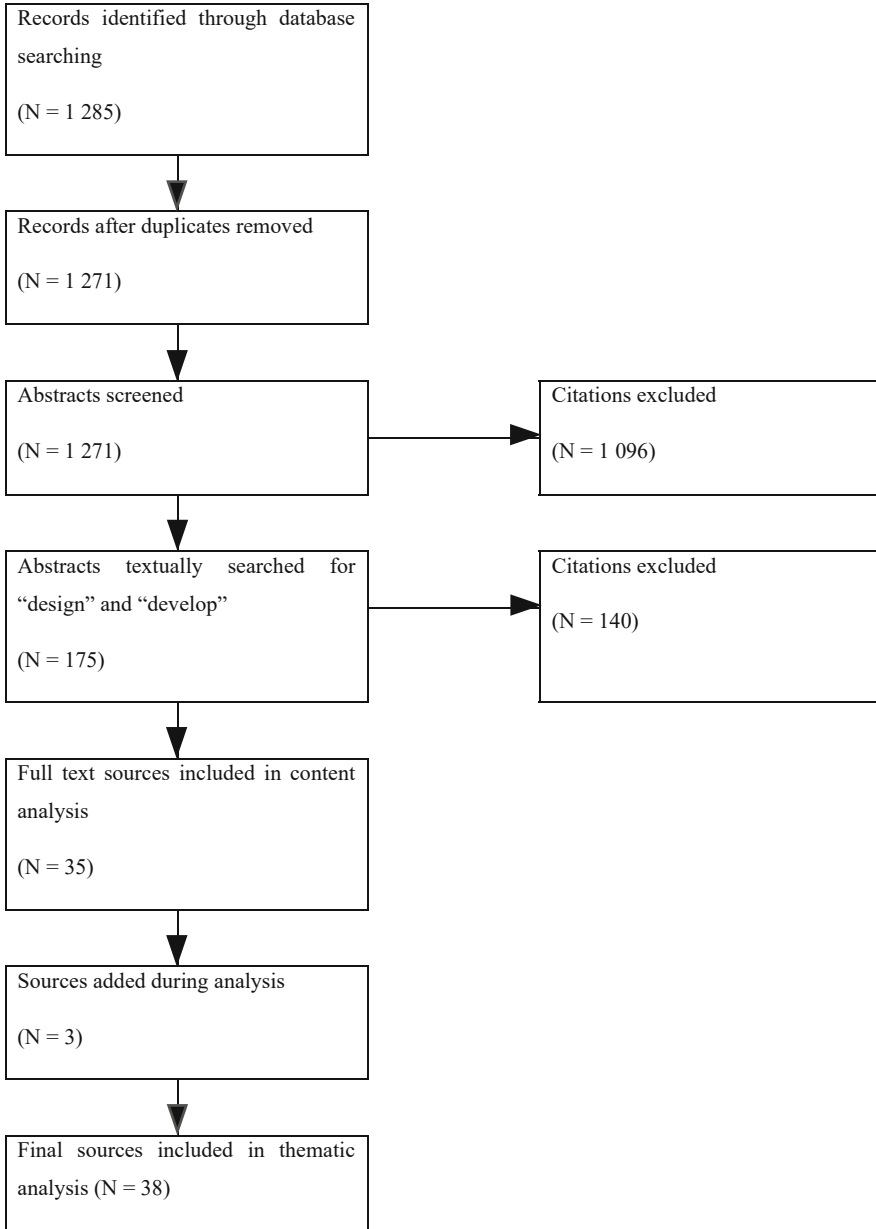 Records identified through database
searching
(N = 1 285)
Records after duplicates removed
(N = 1 271)
Abstracts screened
(N = 1 271)
Citations excluded
(N = 1 096)
Abstracts textually searched for
“design” and “develop”
(N = 175)
Citations excluded
(N = 140)
Full text sources included in content
analysis
(N = 35)
Sources added during analysis
(N = 3)
Final sources included in thematic
analysis (N = 38)